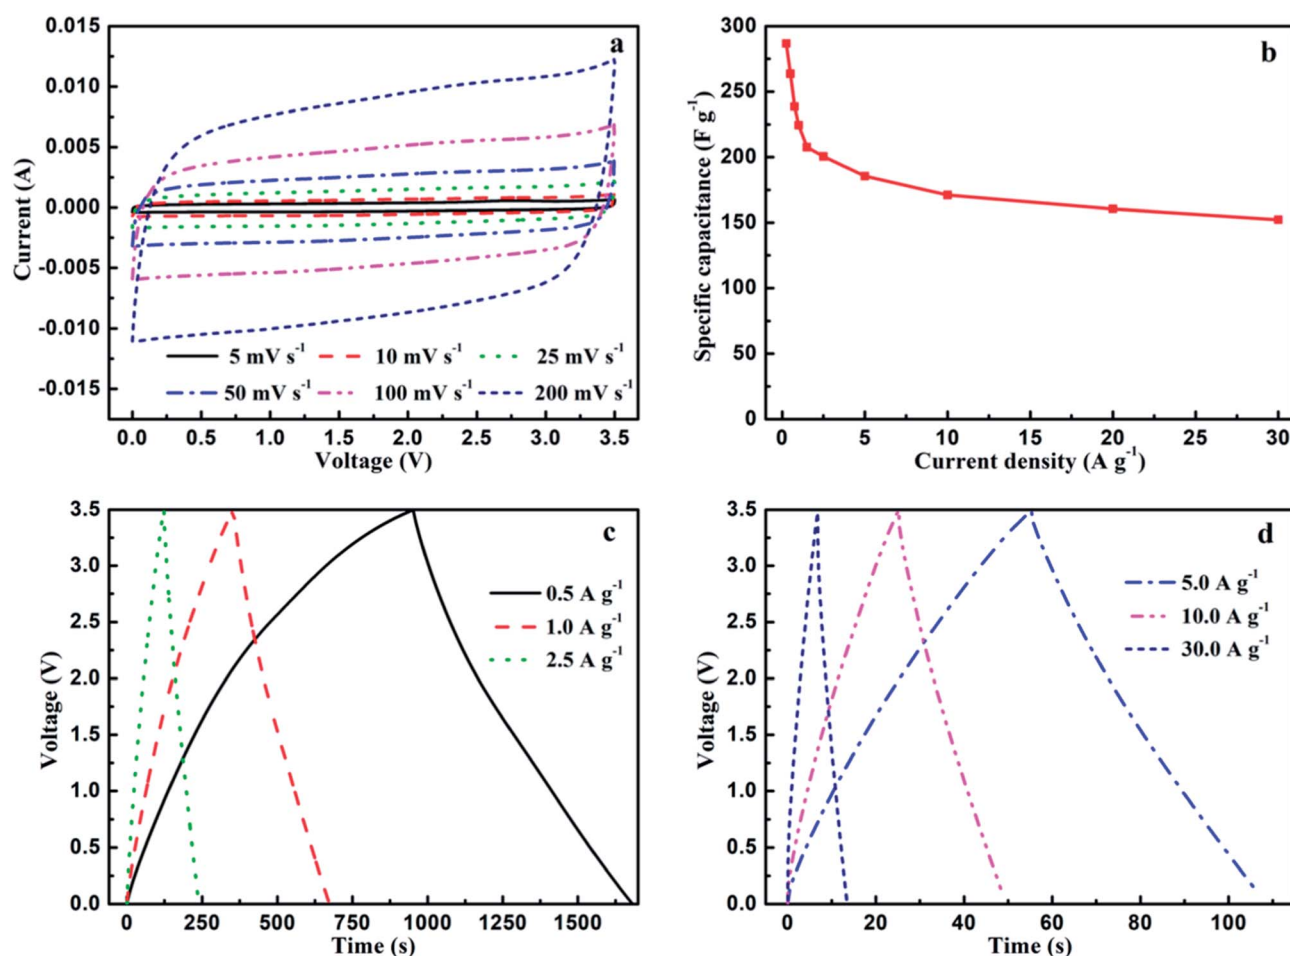 a
0.015
0.010
0.005
0.000
-0.005
-0.010
-0.015
Current (A)
5 mV s⁻¹ 10 mV s⁻¹ 25 mV s⁻¹
50 mV s⁻¹ 100 mV s⁻¹ 200 mV s⁻¹
0.0 0.5 1.0 1.5 2.0 2.5 3.0 3.5
Voltage (V)
b
300
250
200
150
100
50
0
Specific capacitance (F g⁻¹)
0 5 10 15 20 25 30
Current density (A g⁻¹)
c
3.5
3.0
2.5
2.0
1.5
1.0
0.5
0.0
Voltage (V)
0.5 A g⁻¹
1.0 A g⁻¹
2.5 A g⁻¹
0 250 500 750 1000 1250 1500
Time (s)
d
3.5
3.0
2.5
2.0
1.5
1.0
0.5
0.0
Voltage (V)
5.0 A g⁻¹
10.0 A g⁻¹
30.0 A g⁻¹
0 20 40 60 80 100
Time (s)